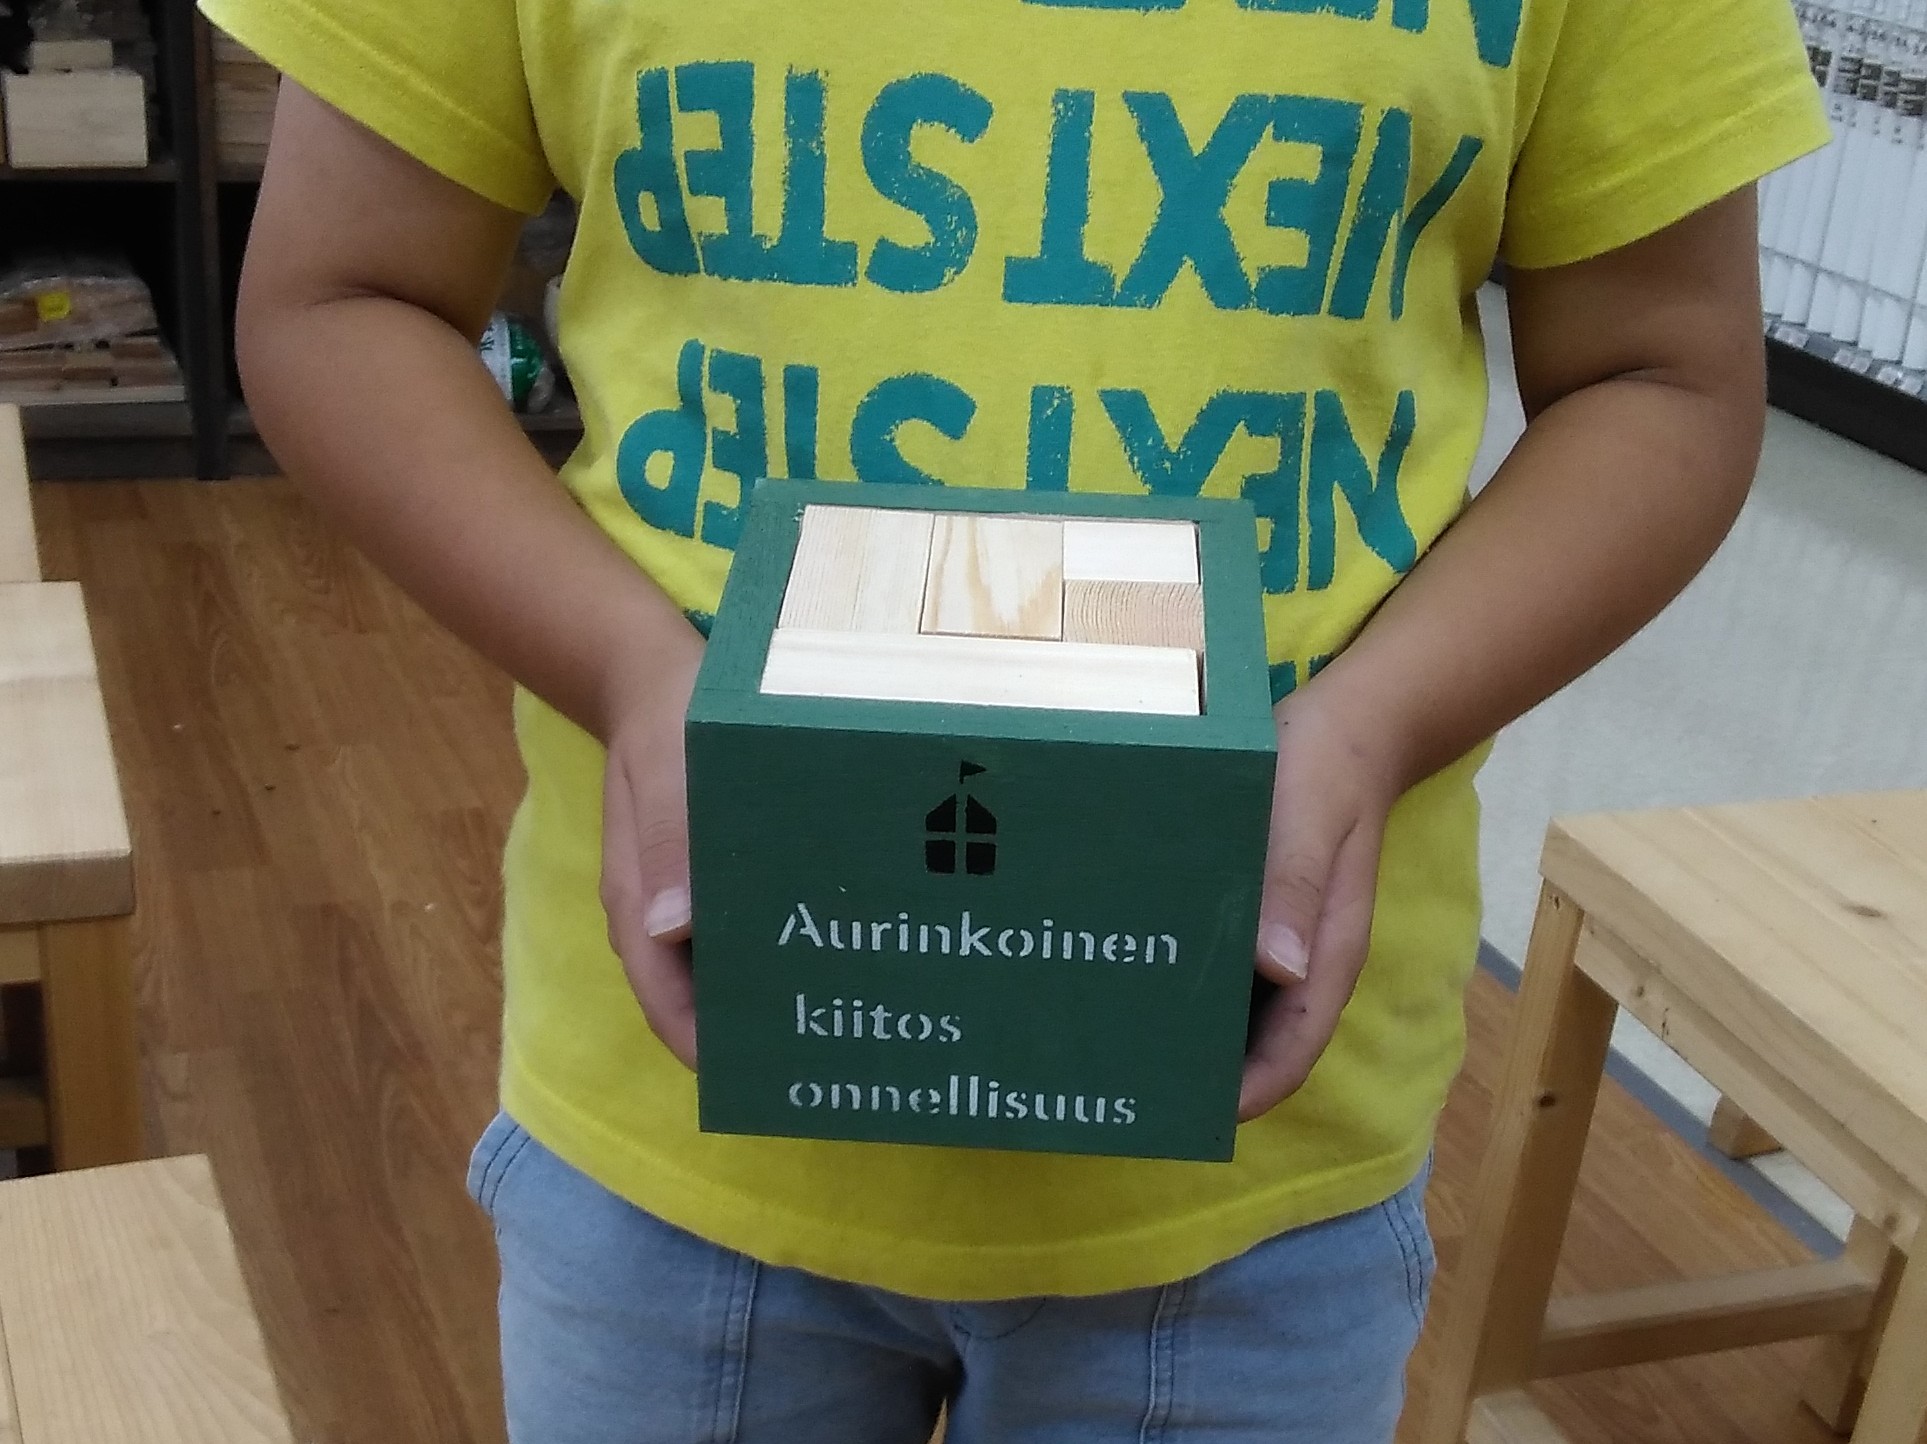 NEXT STEP
NEXT STEP
Aurinkoinen
kiitos
onnellisuus